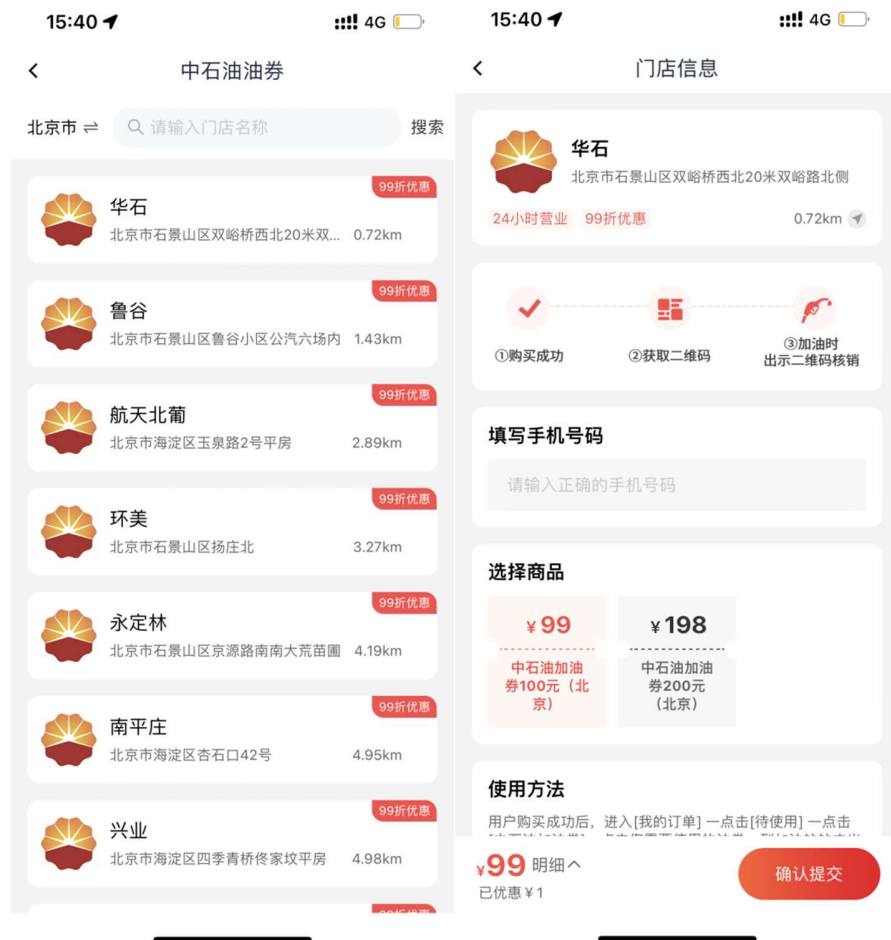 15:40
4G
中石油油券
北京市
请输入门店名称
搜索
99折优惠
华石
北京市石景山区双峪桥西北20米双...
0.72km
99折优惠
鲁谷
北京市石景山区鲁谷小区公汽六场内
1.43km
99折优惠
航天北葡
北京市海淀区玉泉路2号平房
2.89km
99折优惠
环美
北京市石景山区扬庄北
3.27km
99折优惠
永定林
北京市石景山区京源路南南大荒苗圃
4.19km
99折优惠
南平庄
北京市海淀区杏石口42号
4.95km
99折优惠
兴业
北京市海淀区四季青桥佟家坟平房
4.98km
15:40
4G
门店信息
华石
北京市石景山区双峪桥西北20米双峪路北侧
24小时营业
99折优惠
0.72km
①购买成功
②获取二维码
③加油时
出示二维码核销
填写手机号码
请输入正确的手机号码
选择商品
¥99
中石油加油
券100元（北
京）
¥198
中石油加油
券200元
（北京）
使用方法
用户购买成功后，进入[我的订单] 一点击[待使用] 一点击
¥99 明细
已优惠¥1
确认提交